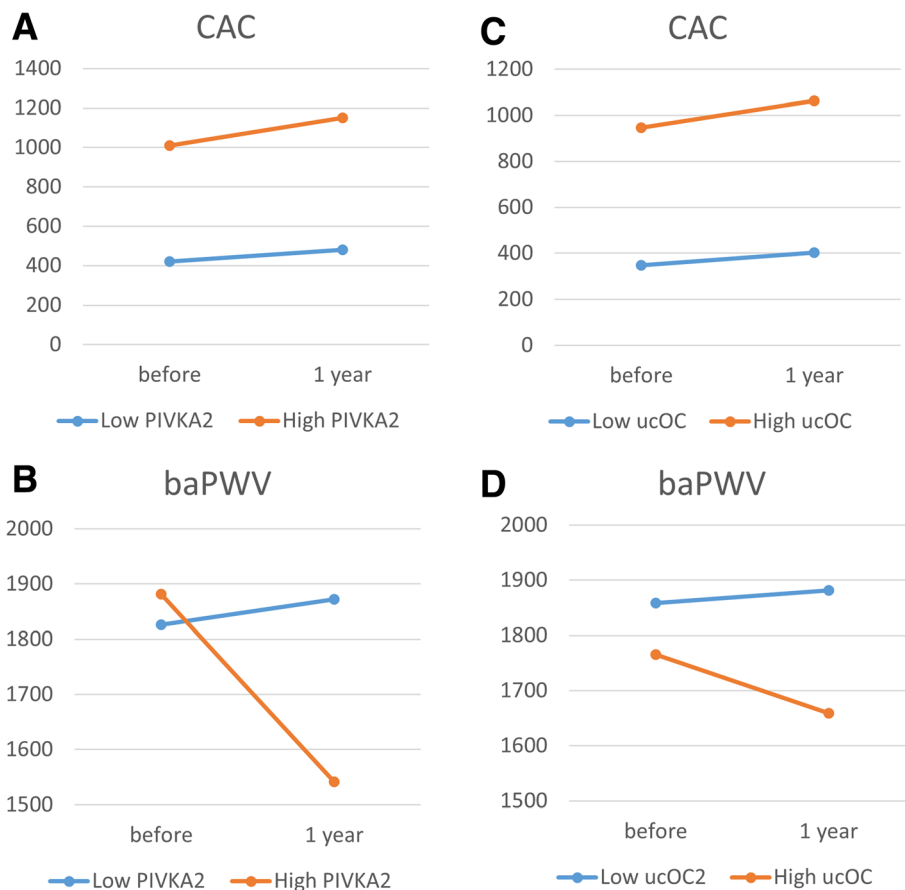 A
CAC
1400
1200
1000
800
600
400
200
0
before 1 year
Low PIVKA2 High PIVKA2
C
CAC
1200
1000
800
600
400
200
0
before 1 year
Low ucOC High ucOC
B
baPWV
2000
1900
1800
1700
1600
1500
before 1 year
Low PIVKA2 High PIVKA2
D
baPWV
2000
1900
1800
1700
1600
1500
before 1 year
Low ucOC2 High ucOC